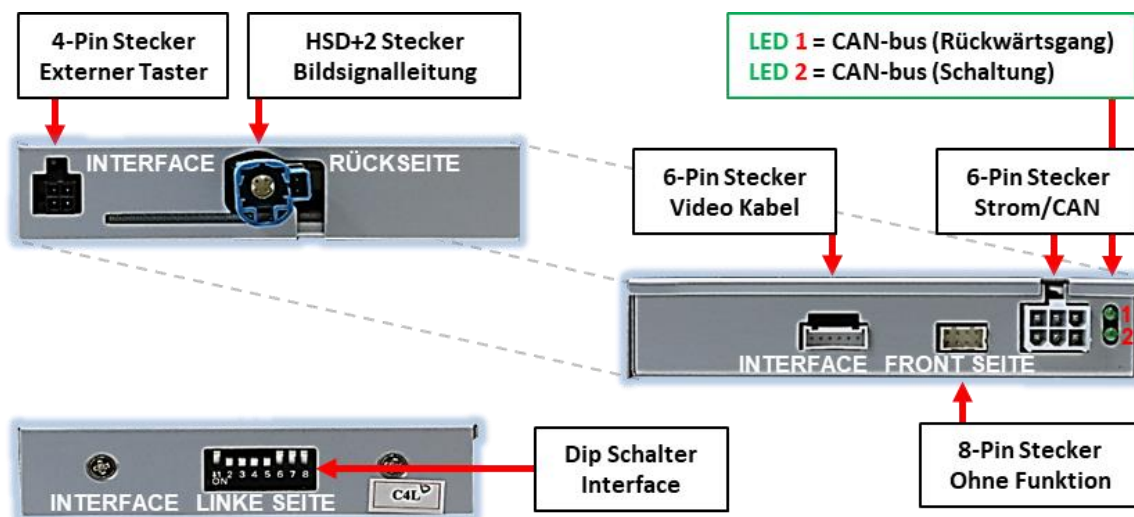 4-Pin Stecker
Externer Taster
HSD+2 Stecker
Bildsignalleitung
LED 1 = CAN-bus (Rückwärtsgang)
LED 2 = CAN-bus (Schaltung)
INTERFACE RÜCKSEITE
6-Pin Stecker
Video Kabel
6-Pin Stecker
Strom/CAN
1
2
INTERFACE FRONT SEITE
Dip Schalter
Interface
8-Pin Stecker
Ohne Funktion
1 2 3 4 5 6 7 8
ON
C4L
INTERFACE LINKE SEITE